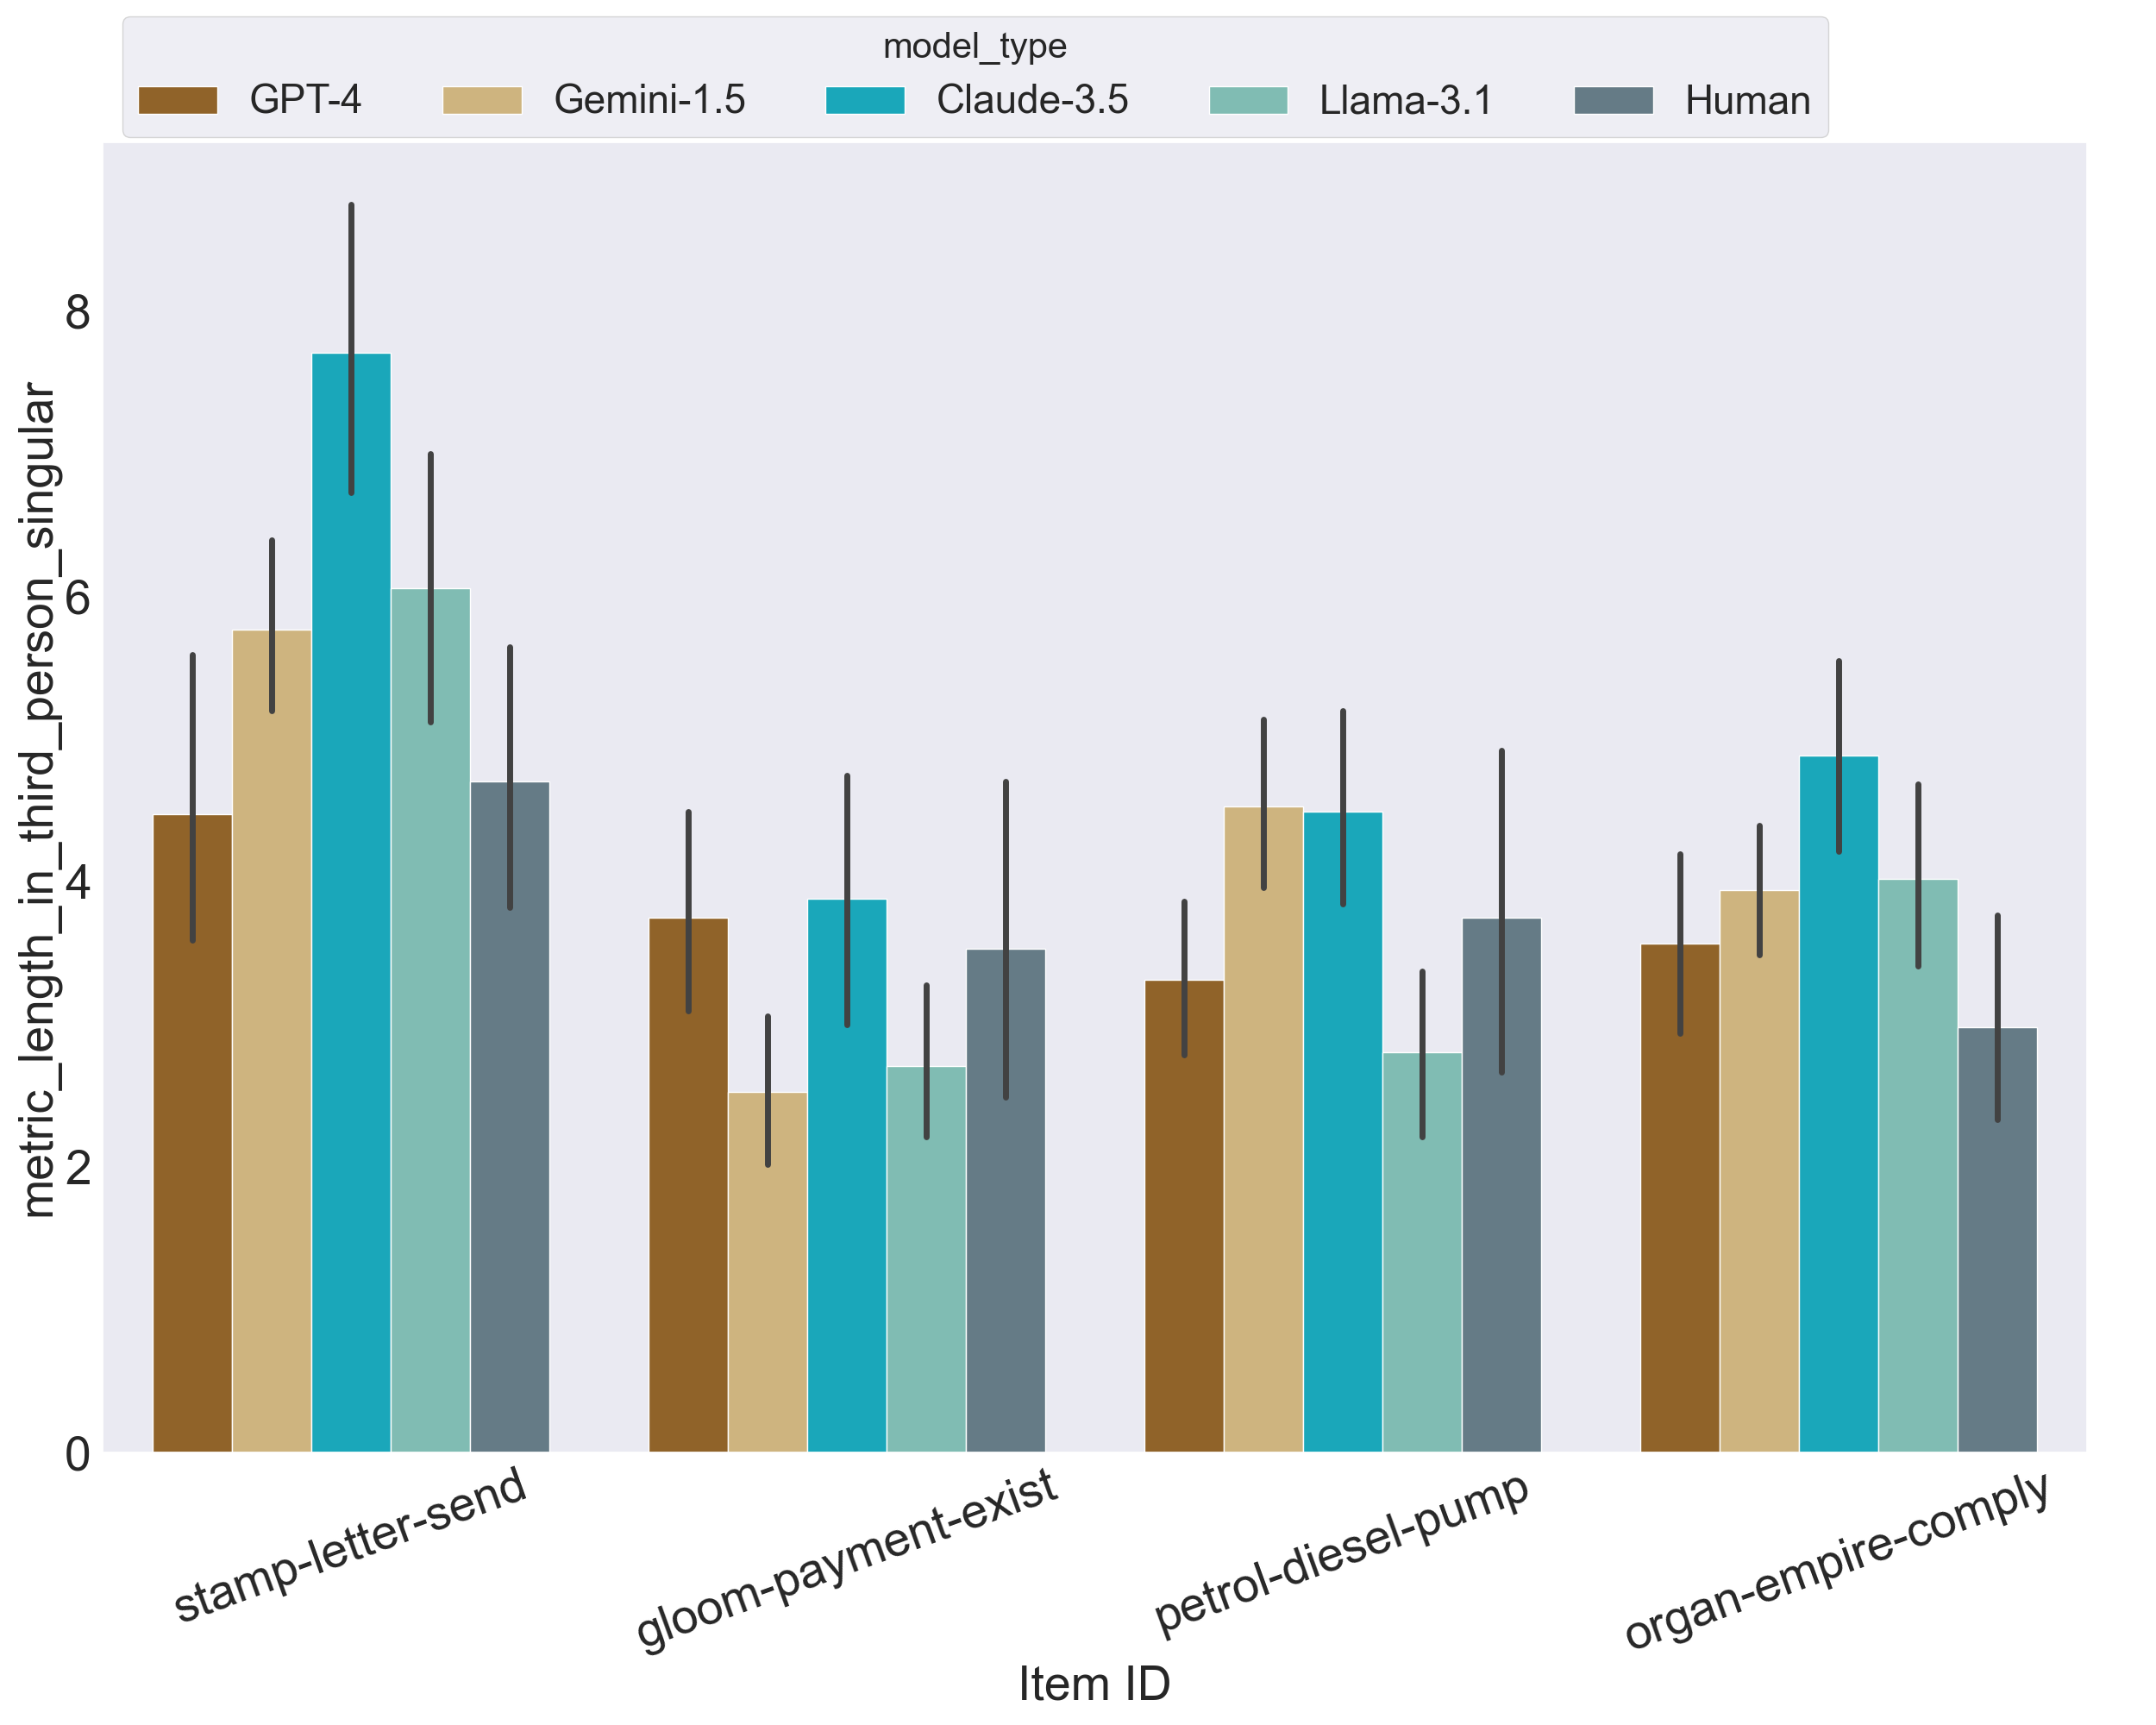 model_type
GPT-4 Gemini-1.5 Claude-3.5 Llama-3.1 Human
metric_length_in_third_person_singular
8
6
4
2
0
stamp-letter-send gloom-payment-exist petrol-diesel-pump organ-empire-comply
Item ID